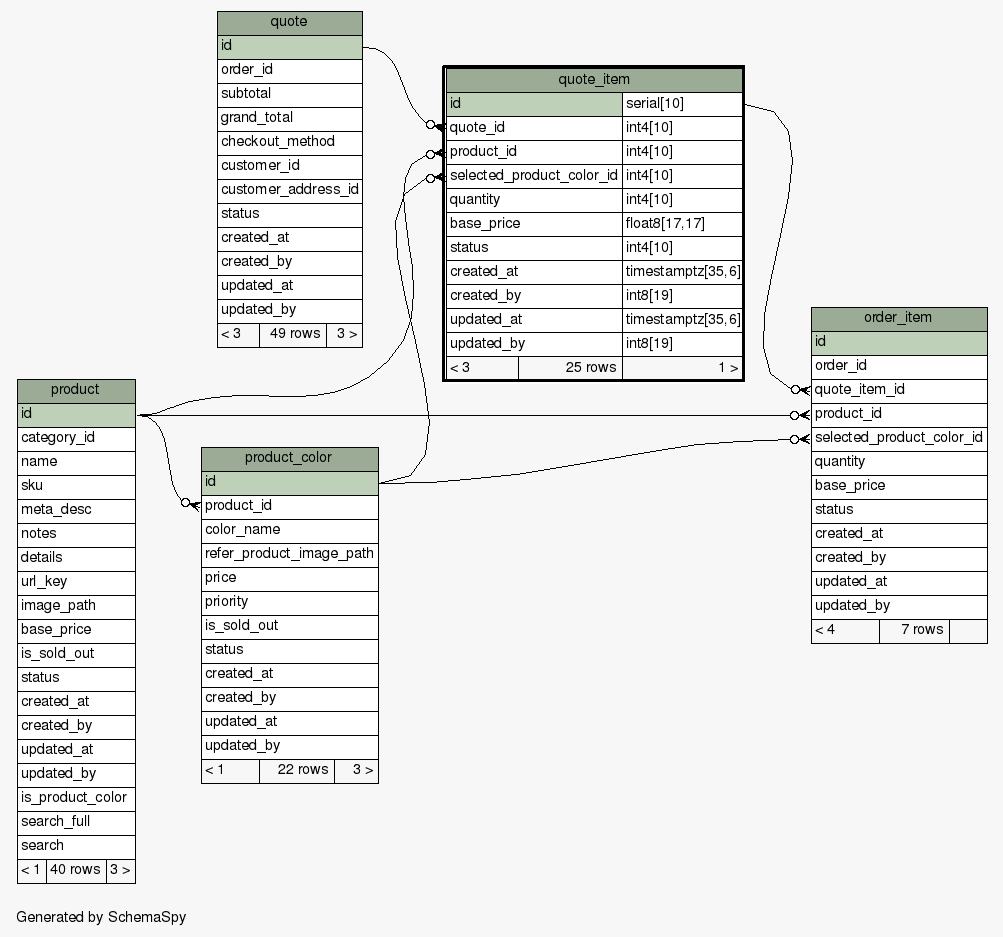 quote
id
order_id
subtotal
grand_total
checkout_method
customer_id
customer_address_id
status
created_at
created_by
updated_at
updated_by
< 3 49 rows 3 >
quote_item
id serial[10]
quote_id int4[10]
product_id int4[10]
selected_product_color_id int4[10]
quantity int4[10]
base_price float8[17,17]
status int4[10]
created_at timestamptz[35,6]
created_by int8[19]
updated_at timestamptz[35,6]
updated_by int8[19]
< 3 25 rows 1 >
order_item
id
order_id
quote_item_id
product_id
selected_product_color_id
quantity
base_price
status
created_at
created_by
updated_at
updated_by
< 4 7 rows
product
id
category_id
name
sku
meta_desc
notes
details
url_key
image_path
base_price
is_sold_out
status
created_at
created_by
updated_at
updated_by
is_product_color
search_full
search
< 1 40 rows 3 >
product_color
id
product_id
color_name
refer_product_image_path
price
priority
is_sold_out
status
created_at
created_by
updated_at
updated_by
< 1 22 rows 3 >
Generated by SchemaSpy